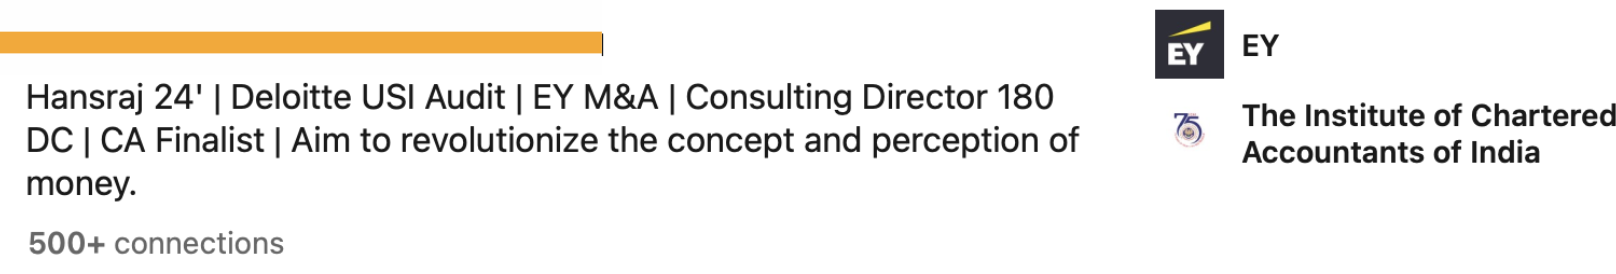 Hansraj 24' | Deloitte USI Audit | EY M&A | Consulting Director 180
DC | CA Finalist | Aim to revolutionize the concept and perception of
money.
500+ connections
EY
EY
75
The Institute of Chartered
Accountants of India